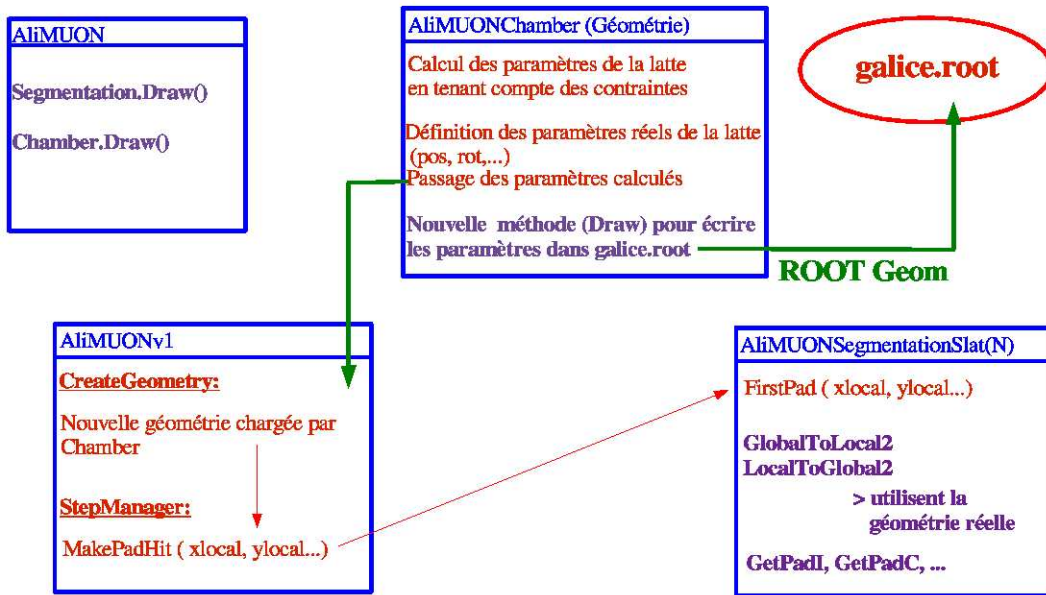 AliMUON
Segmentation.Draw()
Chamber.Draw()
AliMUONChamber (Géométrie)
Calcul des paramètres de la latte
en tenant compte des contraintes
Définition des paramètres réels de la latte
(pos, rot,...)
Passage des paramètres calculés
Nouvelle méthode (Draw) pour écrire
les paramètres dans galice.root
galice.root
ROOT Geom
AliMUONv1
CreateGeometry:
Nouvelle géométrie chargée par
Chamber
StepManager:
MakePadHit ( xlocal, ylocal...)
AliMUONSegmentationSlat(N)
FirstPad ( xlocal, ylocal...)
GlobalToLocal2
LocalToGlobal2
> utilisent la
géométrie réelle
GetPadI, GetPadC, ...